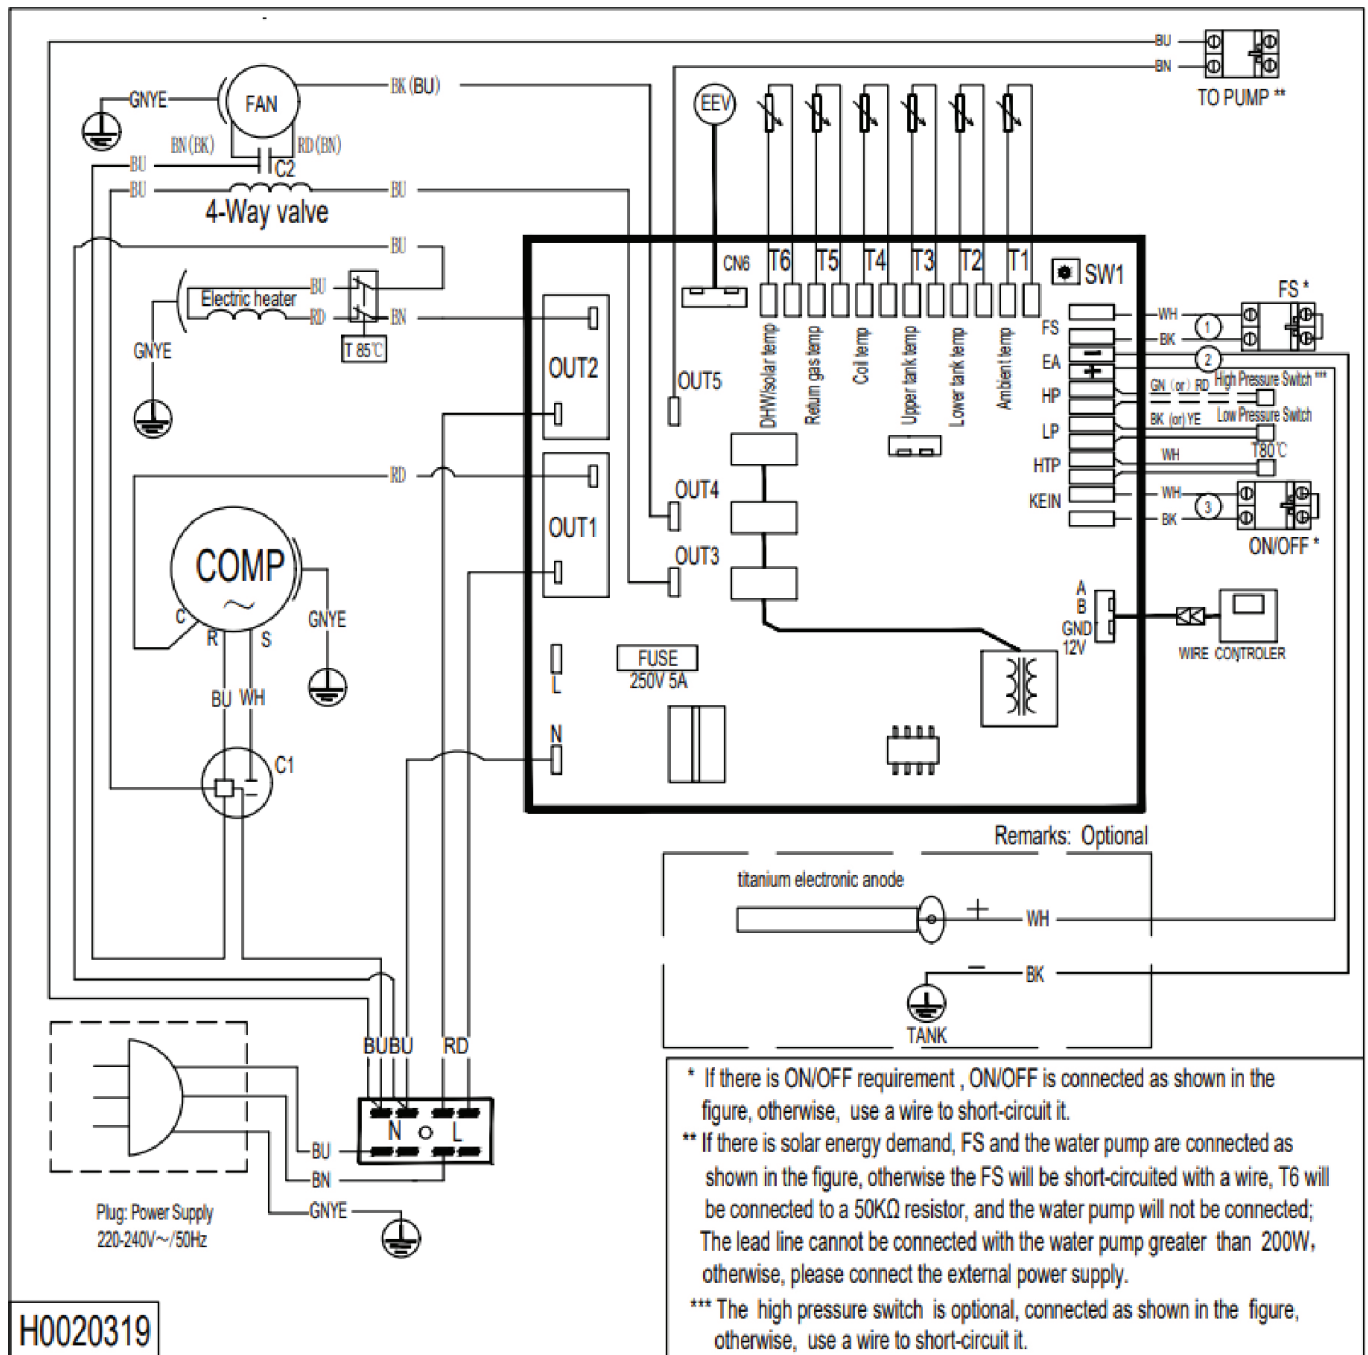 BU
BN
TO PUMP **
GNYE
FAN
BK(BU)
BN(BK)
RD(BN)
BU
C2
BU
BU
4-Way valve
BU
BU
Electric heater
RD
BN
T 85℃
GNYE
EEV
CN6
T6
T5
T4
T3
T2
T1
SW1
DHW/solar temp
Return gas temp
Coil temp
Upper tank temp
Lower tank temp
Ambient temp
OUT2
OUT5
OUT1
OUT4
OUT3
FS
EA
HP
LP
HTP
KEIN
FS *
WH
1
BK
2
GN (or) RD
High Pressure Switch ***
BK (or) YE
Low Pressure Switch
T80℃
WH
WH
3
BK
ON/OFF *
A
B
GND
12V
WIRE CONTROLER
RD
COMP
C
R
S
GNYE
BU
WH
C1
L
N
FUSE
250V 5A
Remarks: Optional
titanium electronic anode
+
WH
−
BK
TANK
BU
BU
RD
N
L
BU
BN
GNYE
Plug: Power Supply
220-240V～/50Hz
H0020319
* If there is ON/OFF requirement , ON/OFF is connected as shown in the
figure, otherwise, use a wire to short-circuit it.
** If there is solar energy demand, FS and the water pump are connected as
shown in the figure, otherwise the FS will be short-circuited with a wire, T6 will
be connected to a 50KΩ resistor, and the water pump will not be connected;
The lead line cannot be connected with the water pump greater than 200W,
otherwise, please connect the external power supply.
*** The high pressure switch is optional, connected as shown in the figure,
otherwise, use a wire to short-circuit it.